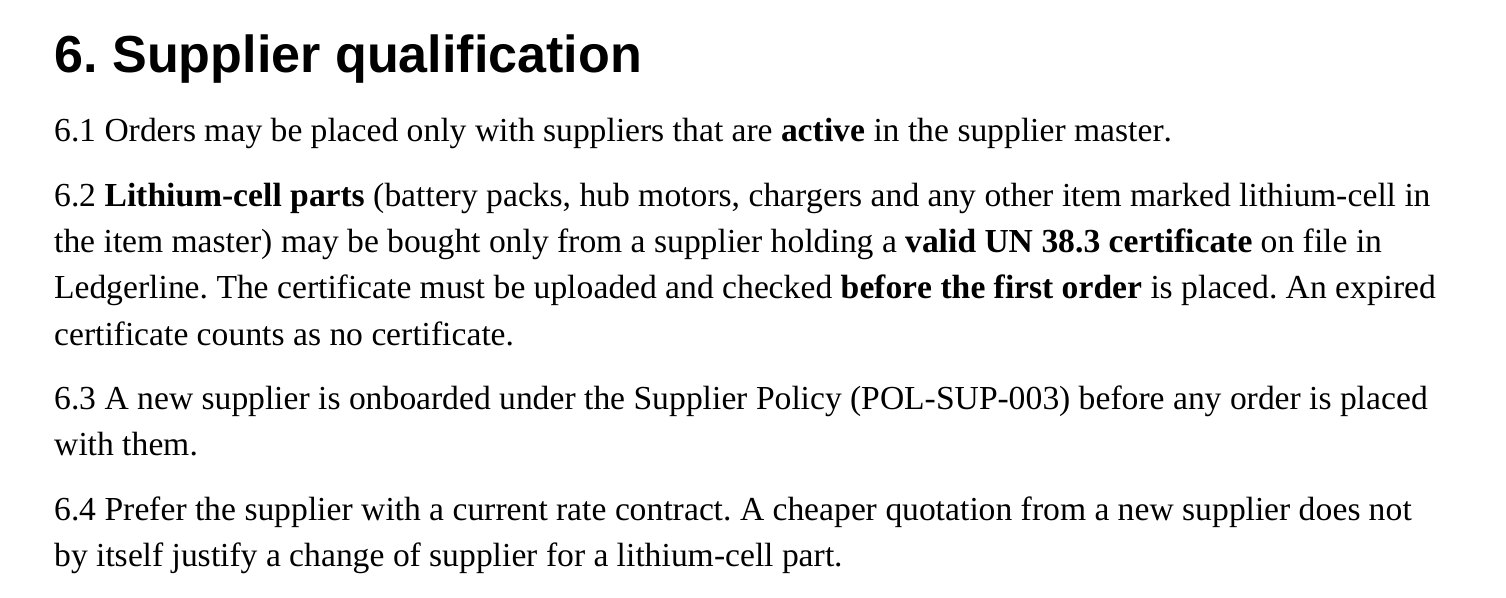 6. Supplier qualification
6.1 Orders may be placed only with suppliers that are active in the supplier master.
6.2 Lithium-cell parts (battery packs, hub motors, chargers and any other item marked lithium-cell in
the item master) may be bought only from a supplier holding a valid UN 38.3 certificate on file in
Ledgerline. The certificate must be uploaded and checked before the first order is placed. An expired
certificate counts as no certificate.
6.3 A new supplier is onboarded under the Supplier Policy (POL-SUP-003) before any order is placed
with them.
6.4 Prefer the supplier with a current rate contract. A cheaper quotation from a new supplier does not
by itself justify a change of supplier for a lithium-cell part.